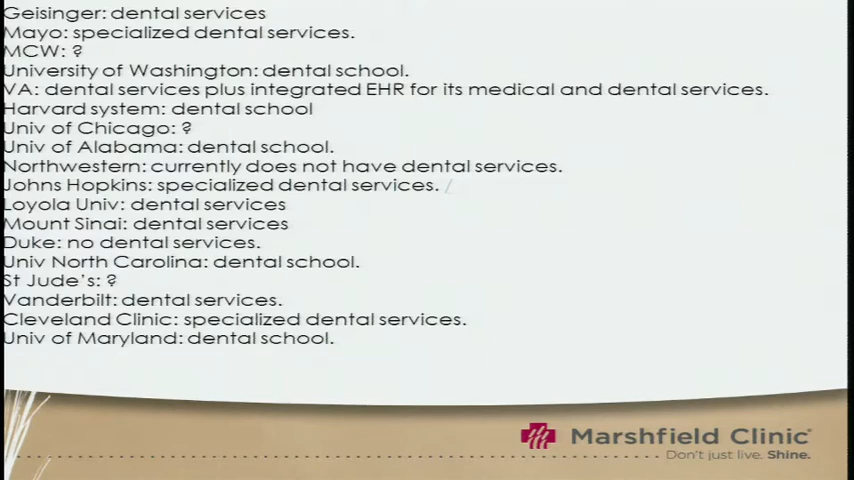 Geisinger: dental services
Mayo: specialized dental services.
MCW: ?
University of Washington: dental school.
VA: dental services plus integrated EHR for its medical and dental services.
Harvard system: dental school
Univ of Chicago: ?
Univ of Alabama: dental school.
Northwestern: currently does not have dental services.
Johns Hopkins: specialized dental services. /
Loyola Univ: dental services
Mount Sinai: dental services
Duke: no dental services.
Univ North Carolina: dental school.
St Jude's: ?
Vanderbilt: dental services.
Cleveland Clinic: specialized dental services.
Univ of Maryland: dental school.
Marshfield Clinic®
Don't just live. Shine.